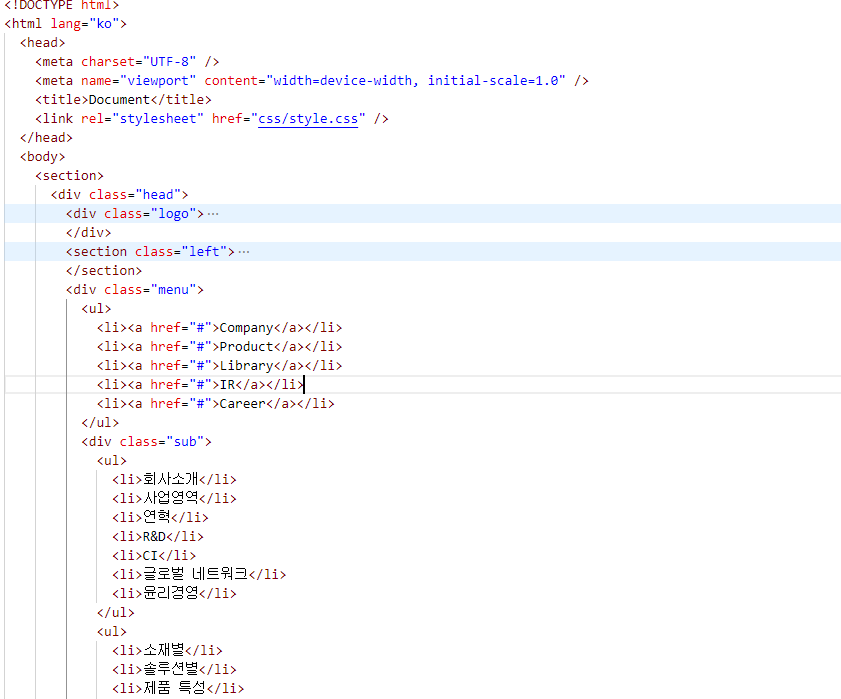 <!DOCTYPE html>
<html lang="ko">
<head>
<meta charset="UTF-8" />
<meta name="viewport" content="width=device-width, initial-scale=1.0" />
<title>Document</title>
<link rel="stylesheet" href="css/style.css" />
</head>
<body>
<section>
<div class="head">
<div class="logo">⋯
</div>
<section class="left">⋯
</section>
<div class="menu">
<ul>
<li><a href="#">Company</a></li>
<li><a href="#">Product</a></li>
<li><a href="#">Library</a></li>
<li><a href="#">IR</a></li>
<li><a href="#">Career</a></li>
</ul>
<div class="sub">
<ul>
<li>회사소개</li>
<li>사업영역</li>
<li>연혁</li>
<li>R&D</li>
<li>CI</li>
<li>글로벌 네트워크</li>
<li>윤리경영</li>
</ul>
<ul>
<li>소재별</li>
<li>솔루션별</li>
<li>제품 특성</li>